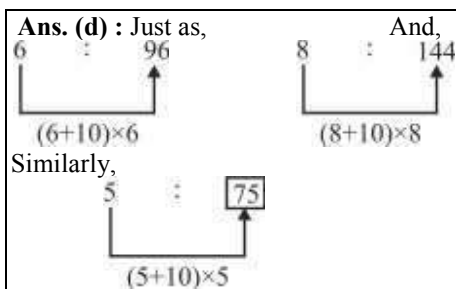 Ans. (d) : Just as, And,
6 : 96 8 : 144
(6+10)×6 (8+10)×8
Similarly,
5 : 75
(5+10)×5